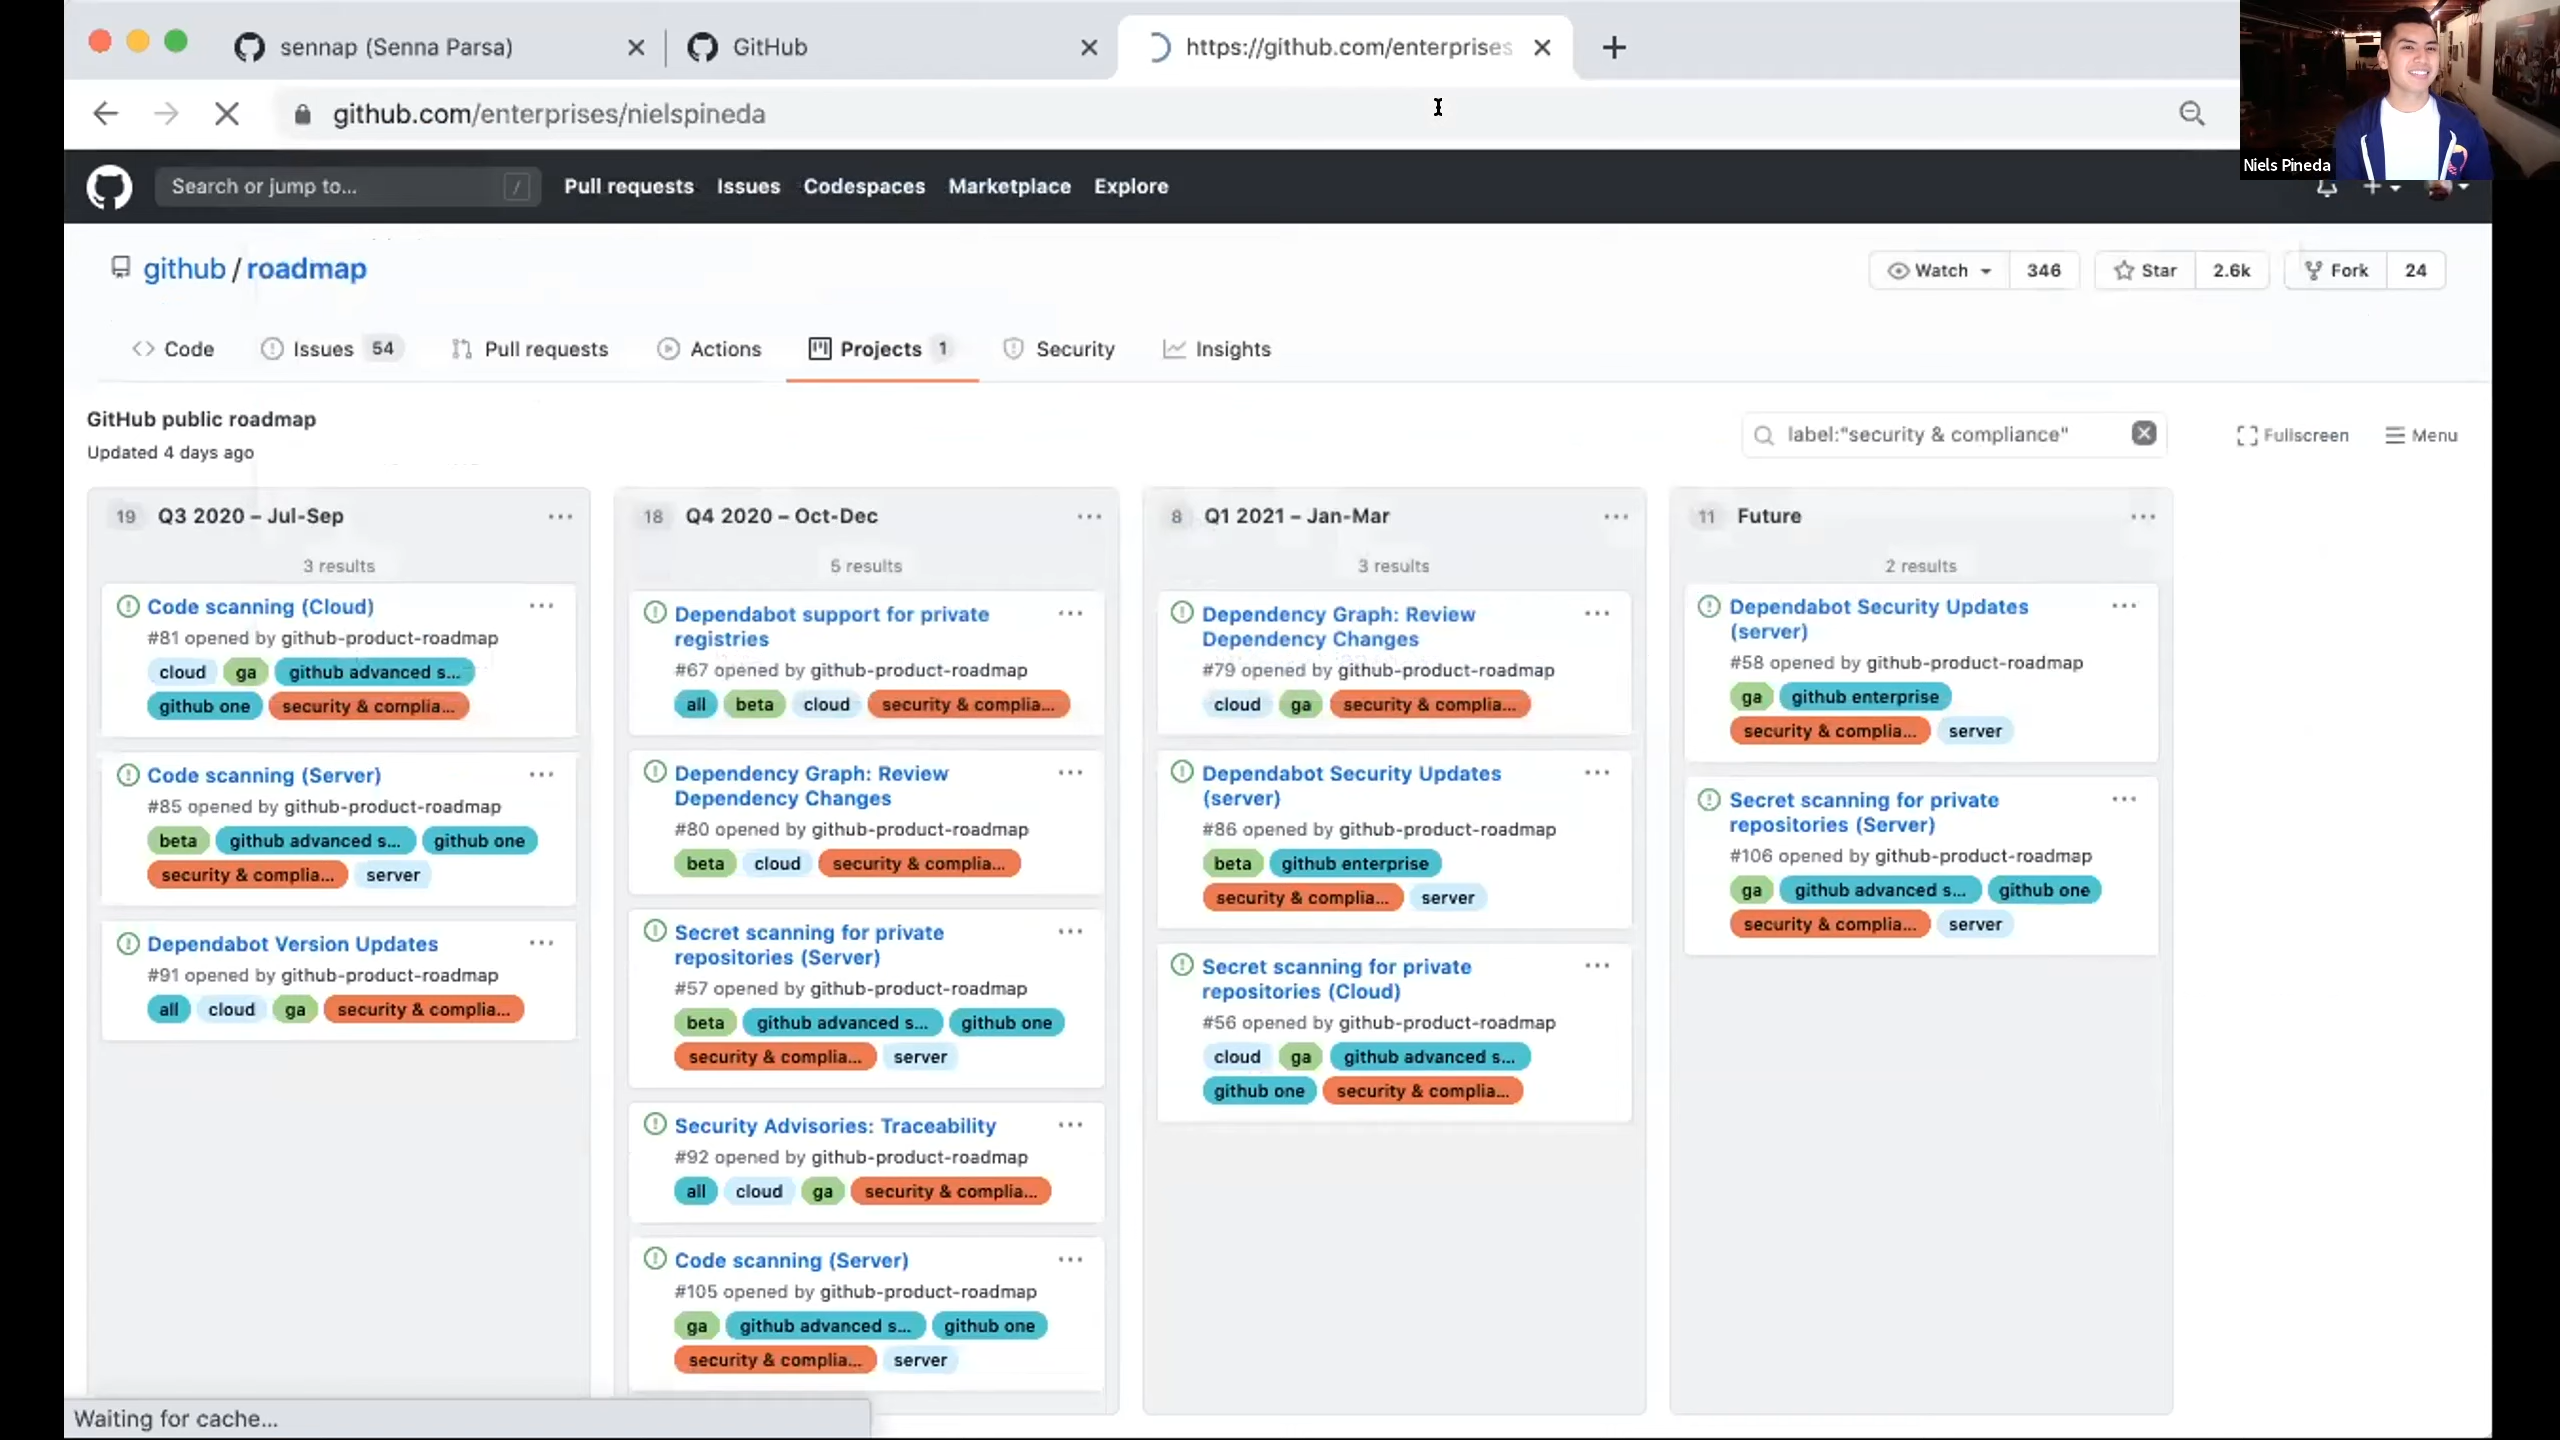 sennap (Senna Parsa)
GitHub
https://github.com/enterprises
github.com/enterprises/nielspineda
Niels Pineda
Search or jump to... /
Pull requests Issues Codespaces Marketplace Explore
github / roadmap
Watch 346 Star 2.6k Fork 24
Code Issues 54 Pull requests Actions Projects 1 Security Insights
GitHub public roadmap
Updated 4 days ago
label:"security & compliance"
Fullscreen Menu
19 Q3 2020 – Jul-Sep
3 results
Code scanning (Cloud)
#81 opened by github-product-roadmap
cloud ga github advanced s...
github one security & complia...
Code scanning (Server)
#85 opened by github-product-roadmap
beta github advanced s... github one
security & complia... server
Dependabot Version Updates
#91 opened by github-product-roadmap
all cloud ga security & complia...
18 Q4 2020 – Oct-Dec
5 results
Dependabot support for private
registries
#67 opened by github-product-roadmap
all beta cloud security & complia...
Dependency Graph: Review
Dependency Changes
#80 opened by github-product-roadmap
beta cloud security & complia...
Secret scanning for private
repositories (Server)
#57 opened by github-product-roadmap
beta github advanced s... github one
security & complia... server
Security Advisories: Traceability
#92 opened by github-product-roadmap
all cloud ga security & complia...
Code scanning (Server)
#105 opened by github-product-roadmap
ga github advanced s... github one
security & complia... server
8 Q1 2021 – Jan-Mar
3 results
Dependency Graph: Review
Dependency Changes
#79 opened by github-product-roadmap
cloud ga security & complia...
Dependabot Security Updates
(server)
#86 opened by github-product-roadmap
beta github enterprise
security & complia... server
Secret scanning for private
repositories (Cloud)
#56 opened by github-product-roadmap
cloud ga github advanced s...
github one security & complia...
11 Future
2 results
Dependabot Security Updates
(server)
#58 opened by github-product-roadmap
ga github enterprise
security & complia... server
Secret scanning for private
repositories (Server)
#106 opened by github-product-roadmap
ga github advanced s... github one
security & complia... server
Waiting for cache...